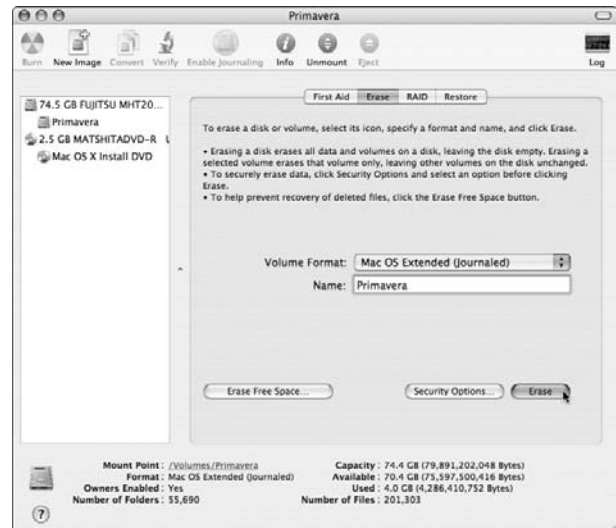 Primavera
Burn New Image Convert Verify Enable Journaling Info Unmount Eject Log
74.5 GB FUJITSU MHT20...
Primavera
2.5 GB MATSHITADVD-R U
Mac OS X Install DVD
First Aid Erase RAID Restore
To erase a disk or volume, select its icon, specify a format and name, and click Erase.
• Erasing a disk erases all data and volumes on a disk, leaving the disk empty. Erasing a
selected volume erases that volume only, leaving other volumes on the disk unchanged.
• To securely erase data, click Security Options and select an option before clicking
Erase.
• To help prevent recovery of deleted files, click the Erase Free Space button.
Volume Format: Mac OS Extended (Journaled)
Name: Primavera
Erase Free Space... Security Options... Erase
Mount Point : /Volumes/Primavera
Format : Mac OS Extended (Journaled)
Owners Enabled : Yes
Number of Folders : 55,690
Capacity : 74.4 GB (79,891,202,048 Bytes)
Available : 70.4 GB (75,597,500,416 Bytes)
Used : 4.0 GB (4,286,410,752 Bytes)
Number of Files : 201,303
?